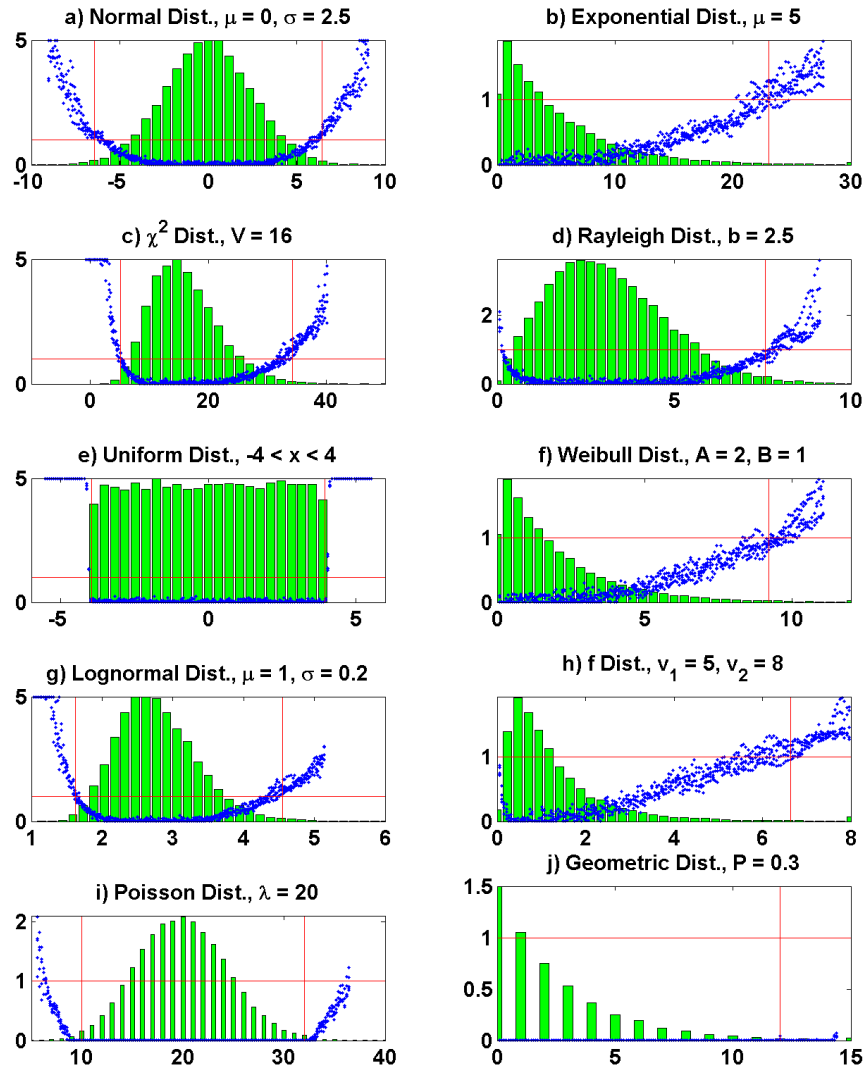 a) Normal Dist., μ = 0, σ = 2.5
5
0
-10 -5 0 5 10
b) Exponential Dist., μ = 5
1
0
0 10 20 30
c) χ² Dist., V = 16
5
0
0 20 40
d) Rayleigh Dist., b = 2.5
2
1
0
0 5 10
e) Uniform Dist., -4 < x < 4
5
0
-5 0 5
f) Weibull Dist., A = 2, B = 1
1
0
0 5 10
g) Lognormal Dist., μ = 1, σ = 0.2
5
0
1 2 3 4 5 6
h) f Dist., v₁ = 5, v₂ = 8
1
0
0 2 4 6 8
i) Poisson Dist., λ = 20
2
1
0
10 20 30 40
j) Geometric Dist., P = 0.3
1.5
1
0.5
0
0 5 10 15